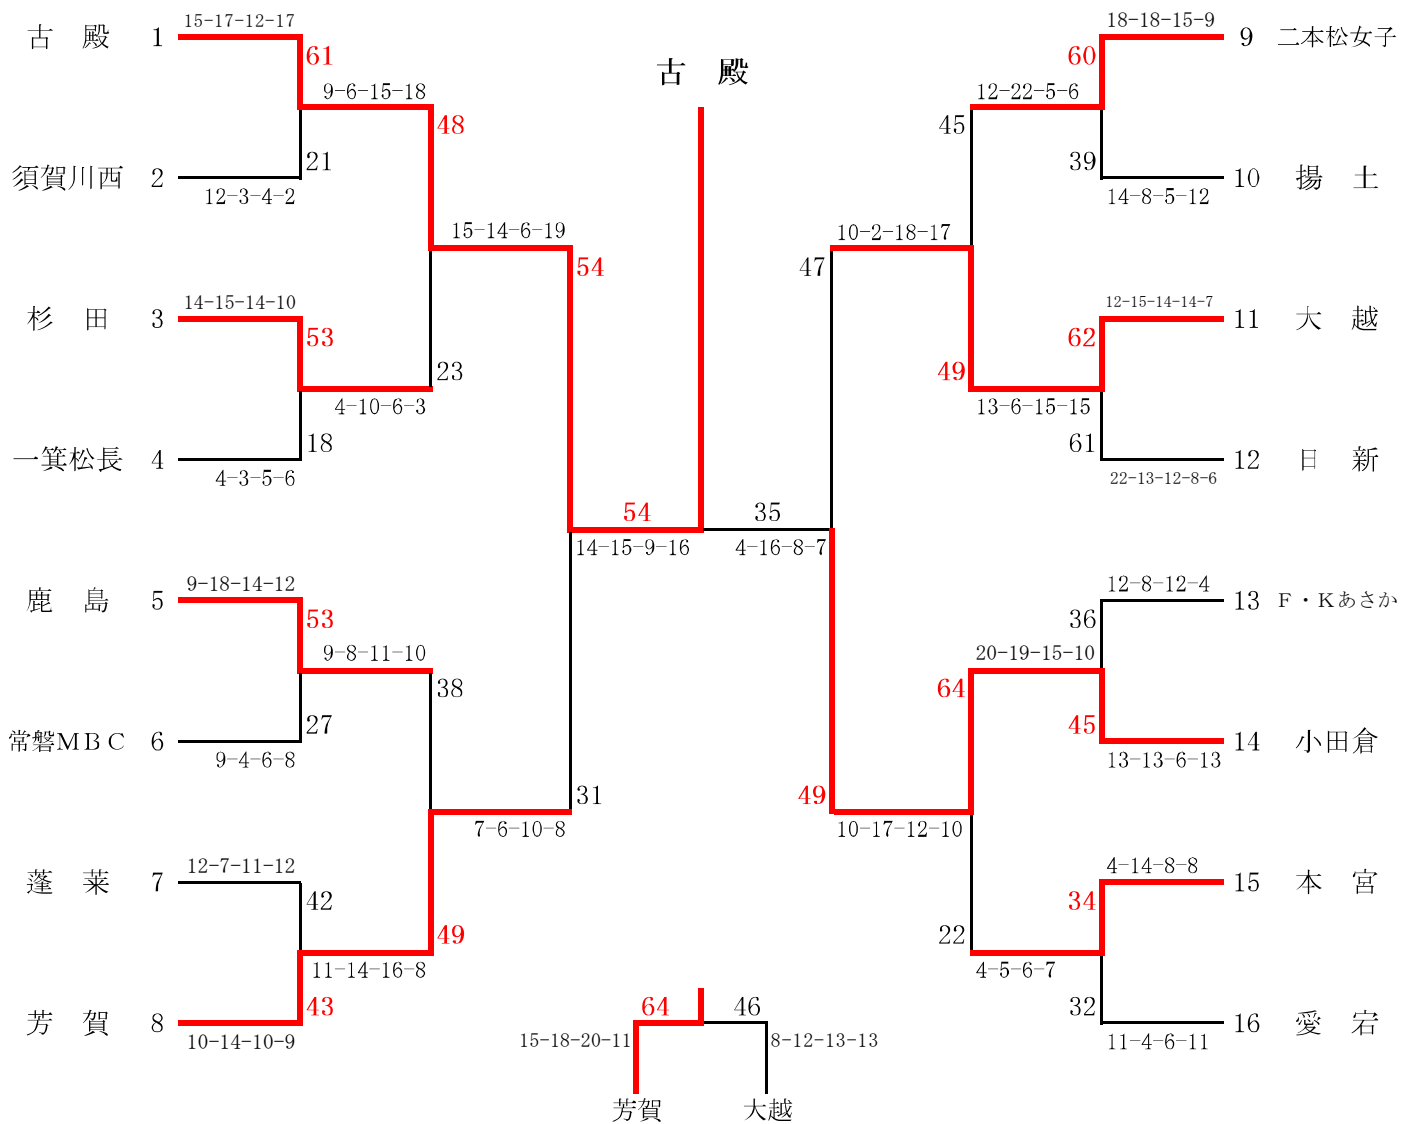 古 殿
古 殿 1 15-17-12-17
61
9-6-15-18
48
須賀川西 2 21
12-3-4-2
15-14-6-19
54
杉 田 3 14-15-14-10
53
23
4-10-6-3
一箕松長 4 18
4-3-5-6
54
14-15-9-16
鹿 島 5 9-18-14-12
53
9-8-11-10
38
常磐MBC 6 27
9-4-6-8
31
7-6-10-8
蓬 莱 7 12-7-11-12
42
49
11-14-16-8
芳 賀 8 43
10-14-10-9
18-18-15-9 9 二本松女子
60
12-22-5-6
45
39
10 揚 土
14-8-5-12
10-2-18-17
47
12-15-14-14-7 11 大 越
62
49
13-6-15-15
61
12 日 新
22-13-12-8-6
35
4-16-8-7
12-8-12-4 13 F・Kあさか
36
20-19-15-10
64
45
14 小田倉
13-13-6-13
49
10-17-12-10
4-14-8-8 15 本 宮
34
22
4-5-6-7
32
16 愛 宕
11-4-6-11
64 46
15-18-20-11 8-12-13-13
芳賀 大越